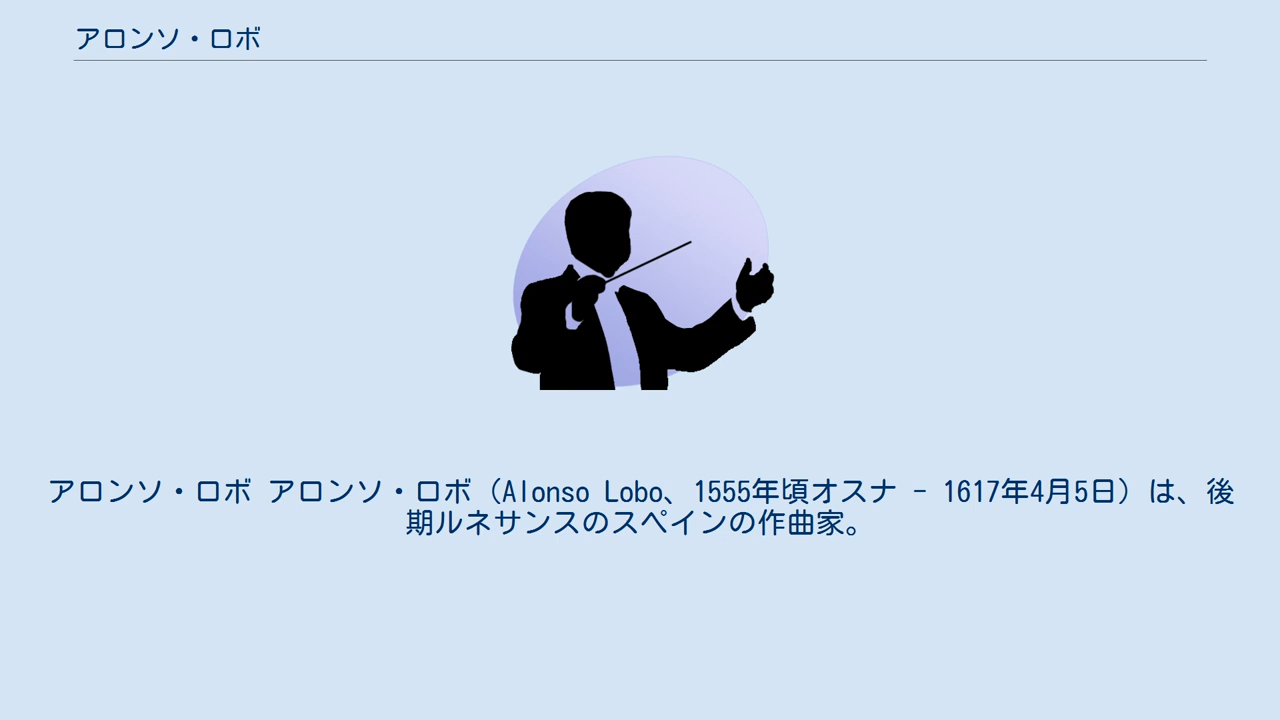 アロンソ・ロボ
アロンソ・ロボ アロンソ・ロボ（Alonso Lobo、1555年頃オスナ - 1617年4月5日）は、後
期ルネサンスのスペインの作曲家。